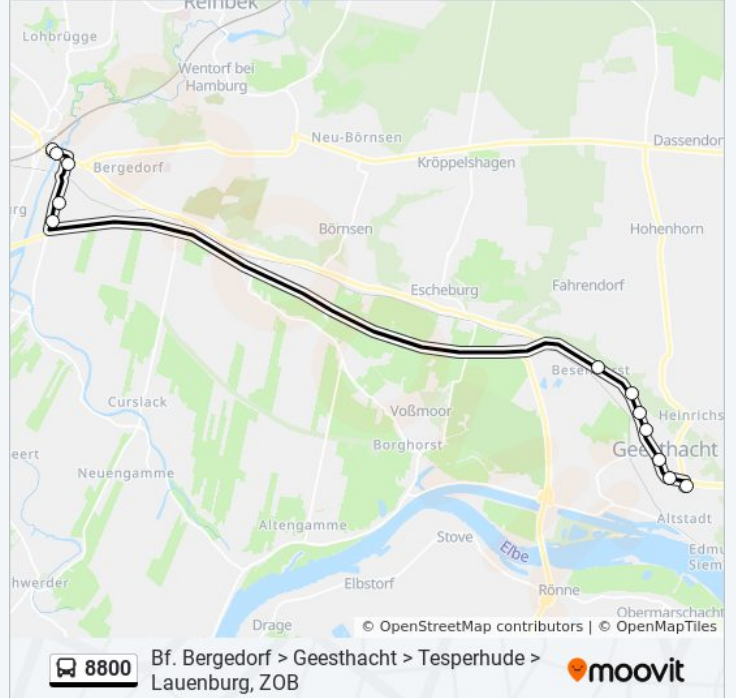 Reinbek
Lohbrügge
Wentorf bei
Hamburg
Neu-Börnsen
Dassendor
Kröppelshagen
Bergedorf
rg
Börnsen
Hohenhorn
Escheburg
Fahrendorf
Besenhorst
Curslack
Voßmoor
Heinrichs
Borghorst
Geesthacht
eert
Neuengamme
Altengamme
Stove
Altstadt
Elbe
Edmu
Siem
hwerder
Elbstorf
Rönne
Obermarschacht
Drage
© OpenStreetMap contributors | © OpenMapTiles
8800
Bf. Bergedorf > Geesthacht > Tesperhude >
Lauenburg, ZOB
moovit